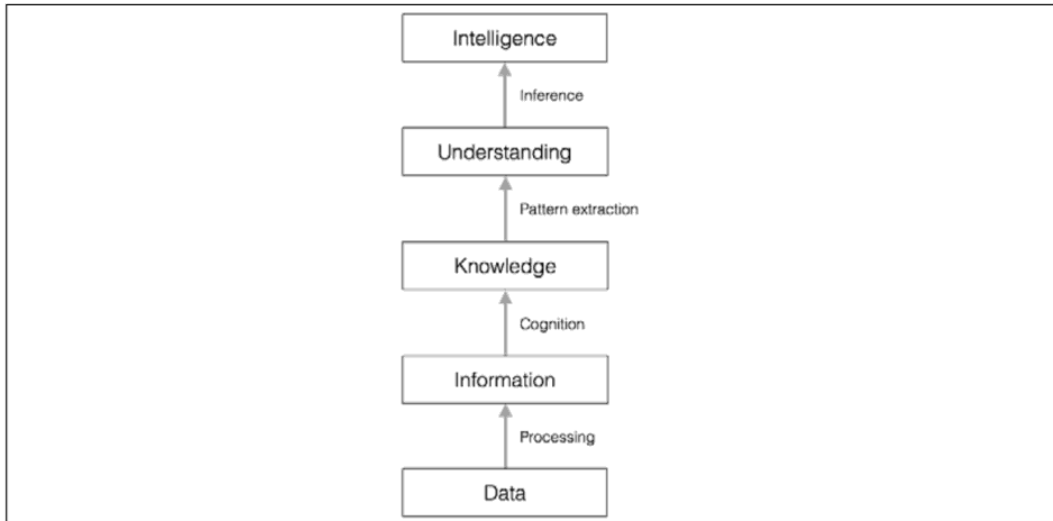 Intelligence
Inference
Understanding
Pattern extraction
Knowledge
Cognition
Information
Processing
Data